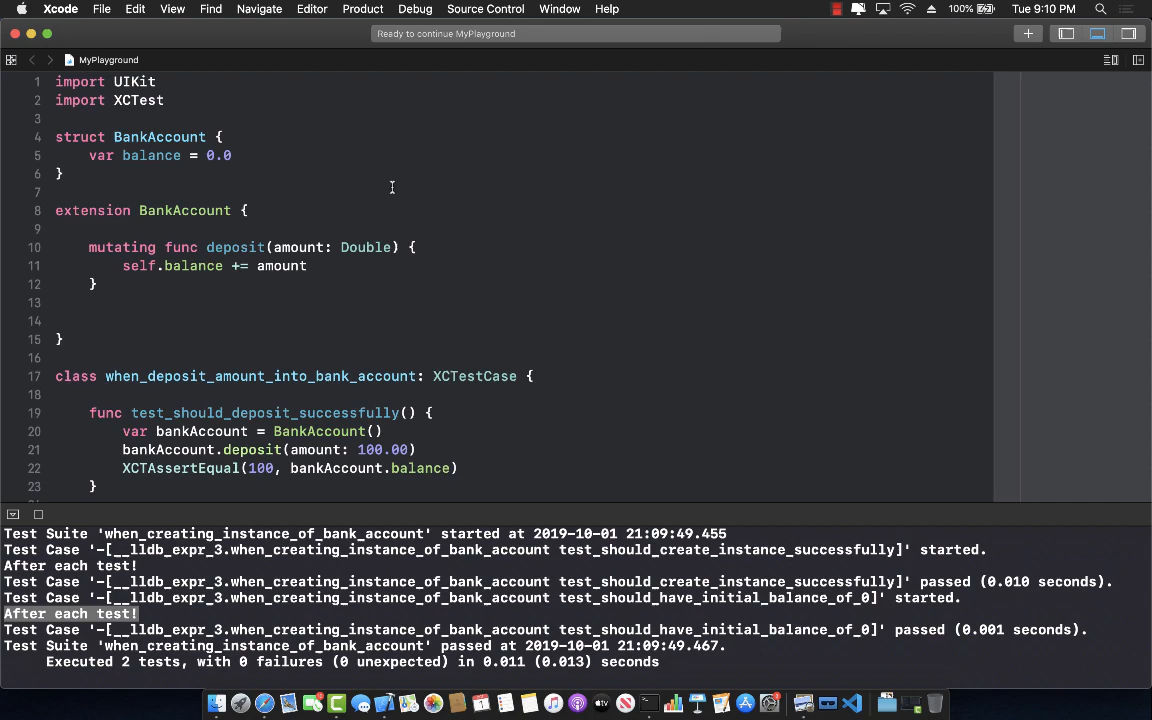 Xcode File Edit View Find Navigate Editor Product Debug Source Control Window Help 100% Tue 9:10 PM
Ready to continue MyPlayground
MyPlayground
1 import UIKit
2 import XCTest
3
4 struct BankAccount {
5 var balance = 0.0
6 }
7
8 extension BankAccount {
9
10 mutating func deposit(amount: Double) {
11 self.balance += amount
12 }
13
14
15 }
16
17 class when_deposit_amount_into_bank_account: XCTestCase {
18
19 func test_should_deposit_successfully() {
20 var bankAccount = BankAccount()
21 bankAccount.deposit(amount: 100.00)
22 XCTAssertEqual(100, bankAccount.balance)
23 }
Test Suite 'when_creating_instance_of_bank_account' started at 2019-10-01 21:09:49.455
Test Case '-[__lldb_expr_3.when_creating_instance_of_bank_account test_should_create_instance_successfully]' started.
After each test!
Test Case '-[__lldb_expr_3.when_creating_instance_of_bank_account test_should_create_instance_successfully]' passed (0.010 seconds).
Test Case '-[__lldb_expr_3.when_creating_instance_of_bank_account test_should_have_initial_balance_of_0]' started.
After each test!
Test Case '-[__lldb_expr_3.when_creating_instance_of_bank_account test_should_have_initial_balance_of_0]' passed (0.001 seconds).
Test Suite 'when_creating_instance_of_bank_account' passed at 2019-10-01 21:09:49.467.
Executed 2 tests, with 0 failures (0 unexpected) in 0.011 (0.013) seconds